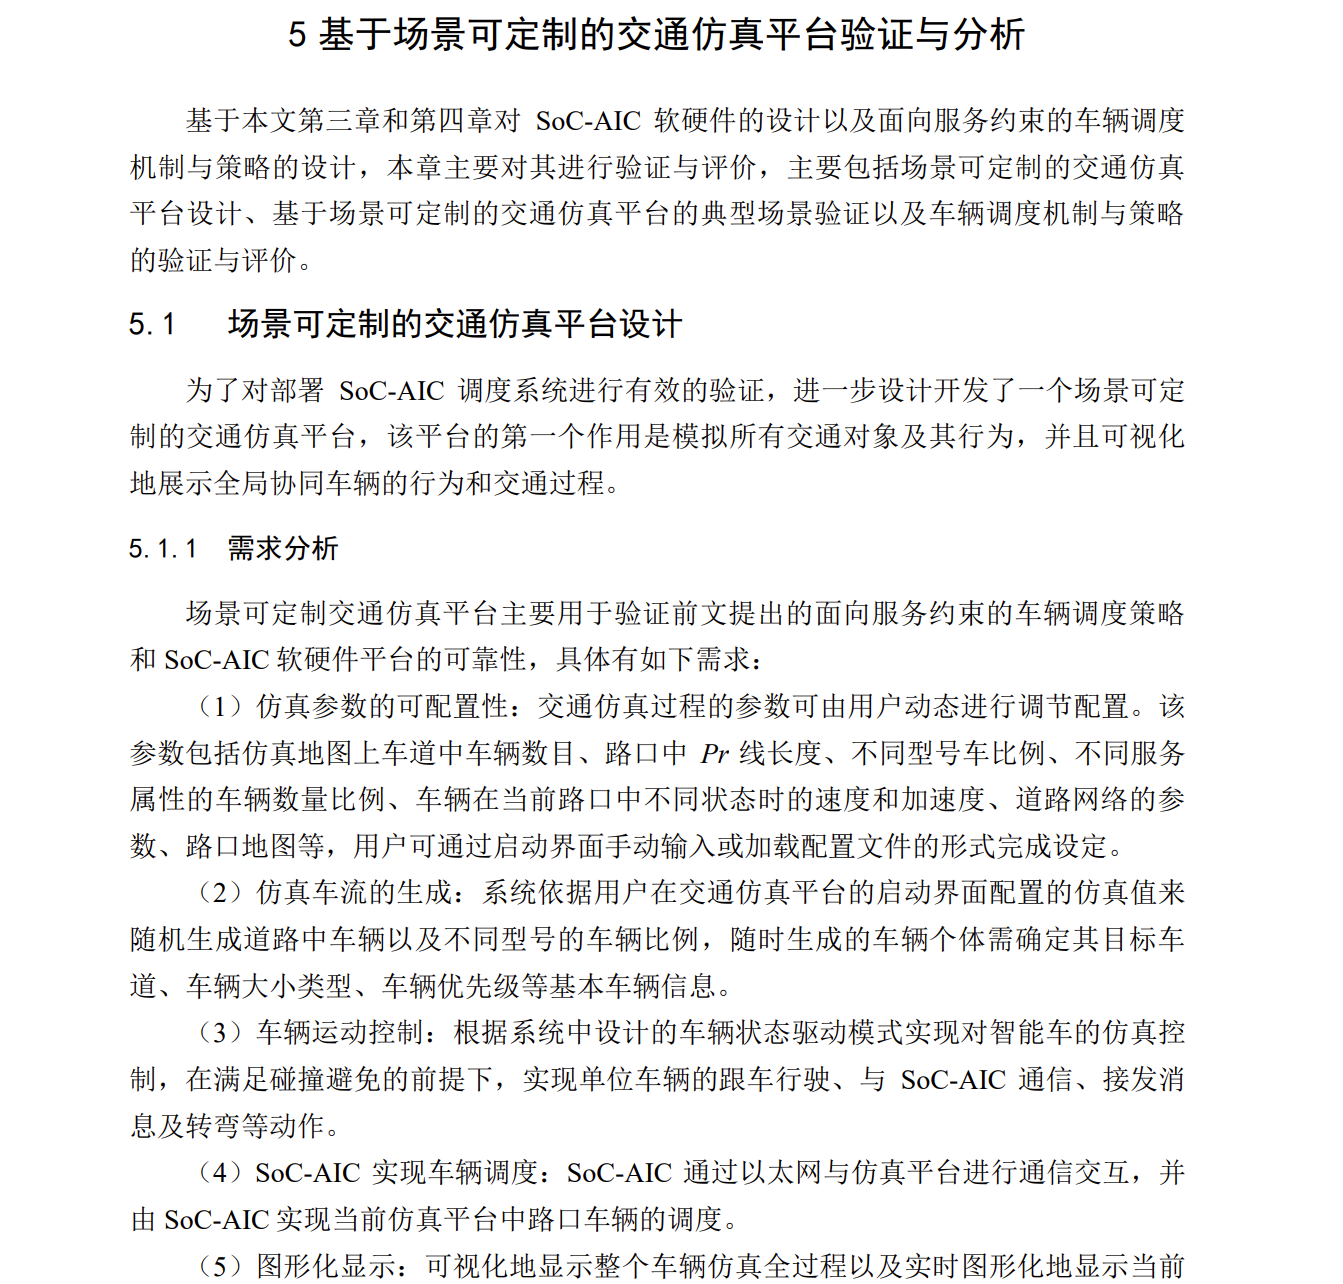 5 基于场景可定制的交通仿真平台验证与分析
基于本文第三章和第四章对 SoC-AIC 软硬件的设计以及面向服务约束的车辆调度
机制与策略的设计，本章主要对其进行验证与评价，主要包括场景可定制的交通仿真
平台设计、基于场景可定制的交通仿真平台的典型场景验证以及车辆调度机制与策略
的验证与评价。
5.1 场景可定制的交通仿真平台设计
为了对部署 SoC-AIC 调度系统进行有效的验证，进一步设计开发了一个场景可定
制的交通仿真平台，该平台的第一个作用是模拟所有交通对象及其行为，并且可视化
地展示全局协同车辆的行为和交通过程。
5.1.1 需求分析
场景可定制交通仿真平台主要用于验证前文提出的面向服务约束的车辆调度策略
和 SoC-AIC 软硬件平台的可靠性，具体有如下需求：
（1）仿真参数的可配置性：交通仿真过程的参数可由用户动态进行调节配置。该
参数包括仿真地图上车道中车辆数目、路口中 Pr 线长度、不同型号车比例、不同服务
属性的车辆数量比例、车辆在当前路口中不同状态时的速度和加速度、道路网络的参
数、路口地图等，用户可通过启动界面手动输入或加载配置文件的形式完成设定。
（2）仿真车流的生成：系统依据用户在交通仿真平台的启动界面配置的仿真值来
随机生成道路中车辆以及不同型号的车辆比例，随时生成的车辆个体需确定其目标车
道、车辆大小类型、车辆优先级等基本车辆信息。
（3）车辆运动控制：根据系统中设计的车辆状态驱动模式实现对智能车的仿真控
制，在满足碰撞避免的前提下，实现单位车辆的跟车行驶、与 SoC-AIC 通信、接发消
息及转弯等动作。
（4）SoC-AIC 实现车辆调度：SoC-AIC 通过以太网与仿真平台进行通信交互，并
由 SoC-AIC 实现当前仿真平台中路口车辆的调度。
（5）图形化显示：可视化地显示整个车辆仿真全过程以及实时图形化地显示当前